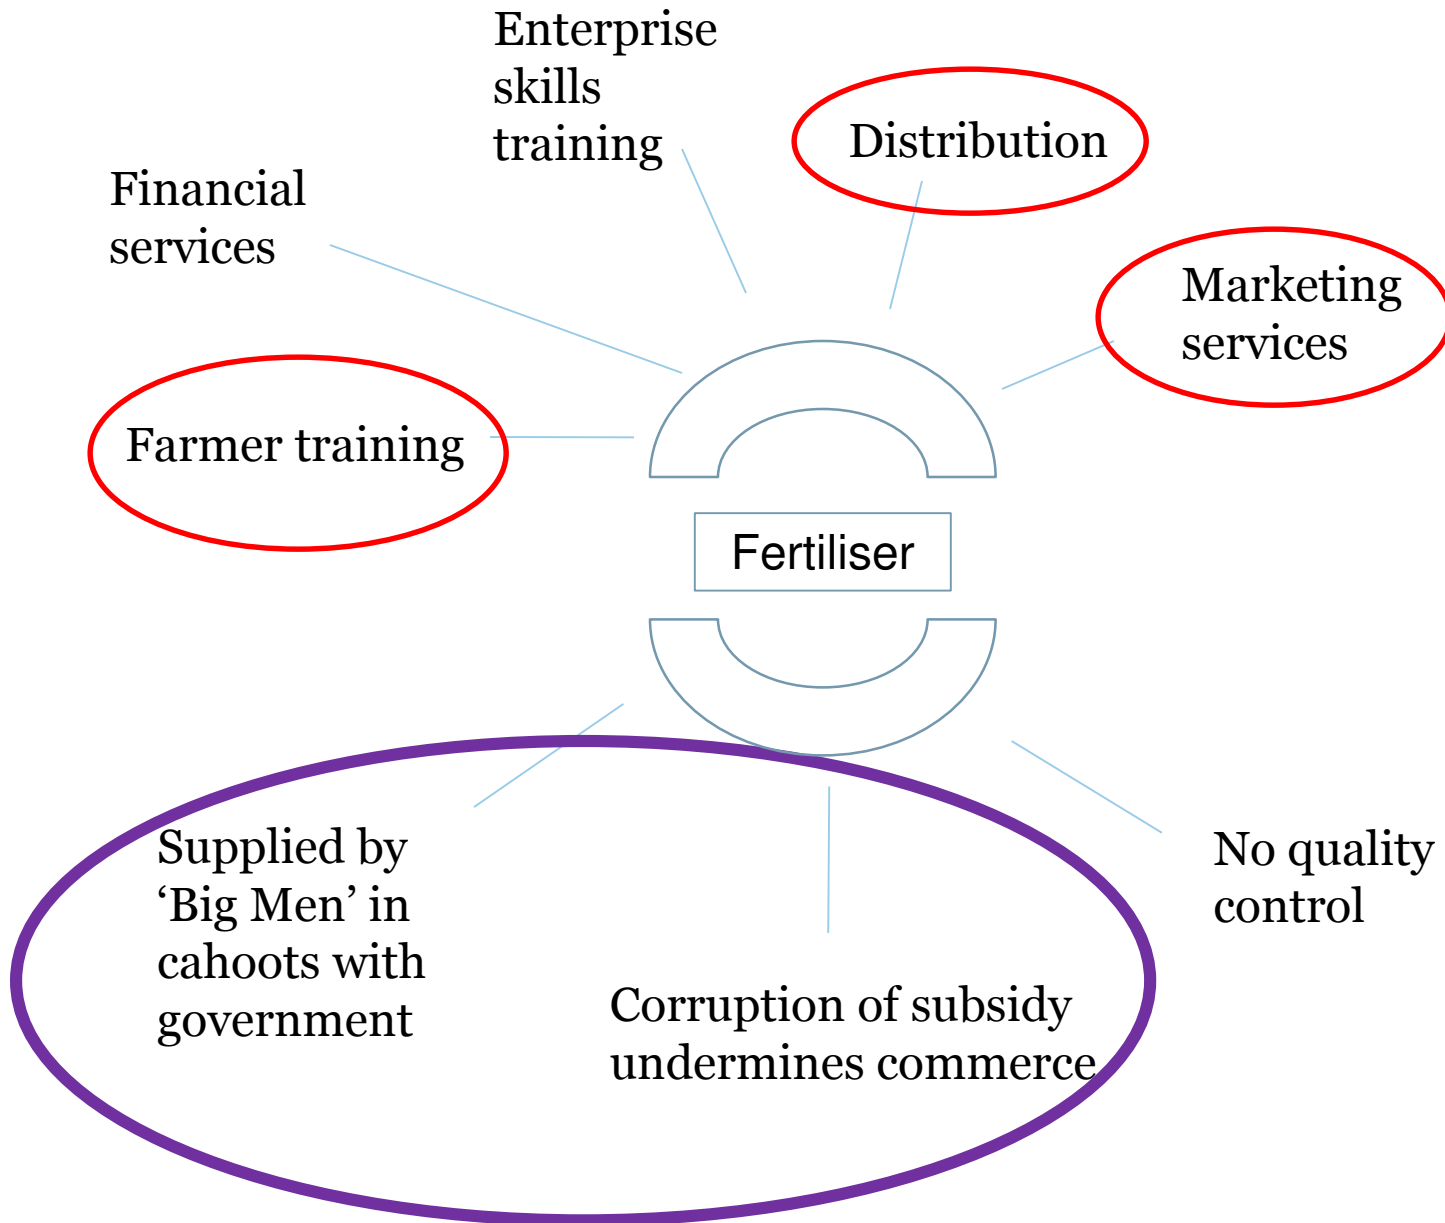 Enterprise
skills
training
Distribution
Financial
services
Marketing
services
Farmer training
Fertiliser
Supplied by
‘Big Men’ in
cahoots with
government
No quality
control
Corruption of subsidy
undermines commerce